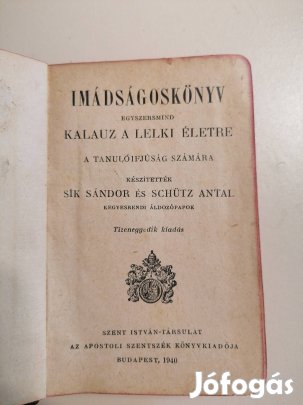 IMÁDSÁGOSKÖNYV
EGYSZERSMIND
KALAUZ A LELKI ÉLETRE
A TANULÓIFJÚSÁG SZÁMÁRA
KÉSZÍTETTÉK
SÍK SÁNDOR ÉS SCHÜTZ ANTAL
KEGYESRENDI ÁLDOZÓPAPOK
Tizenegyedik kiadás
SZENT ISTVÁN-TÁRSULAT
AZ APOSTOLI SZENTSZÉK KÖNYVKIADÓJA
BUDAPEST, 1940
Jófogás